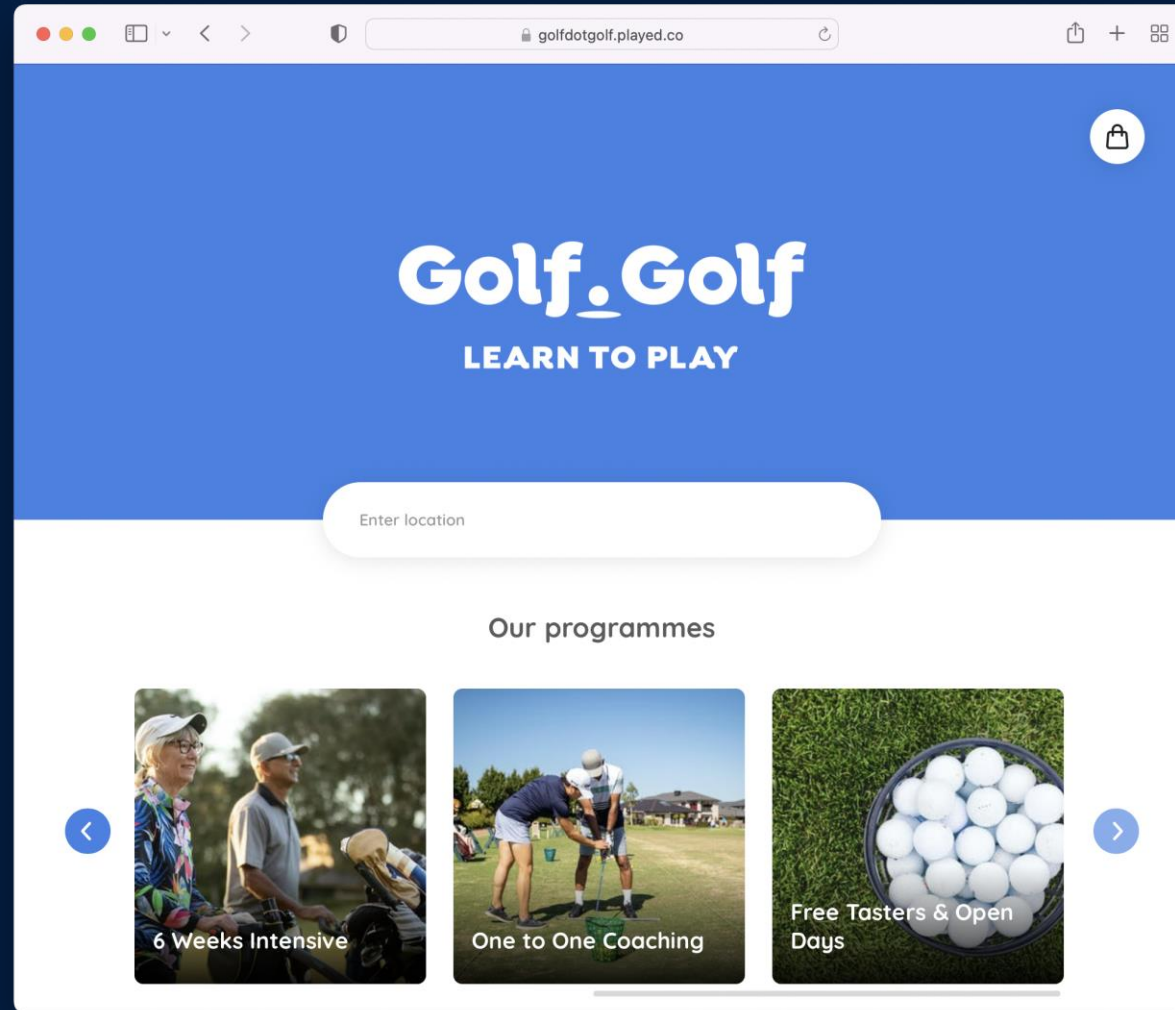 golfdotgolf.played.co
Golf.Golf
LEARN TO PLAY
Enter location
Our programmes
6 Weeks Intensive
One to One Coaching
Free Tasters & Open
Days